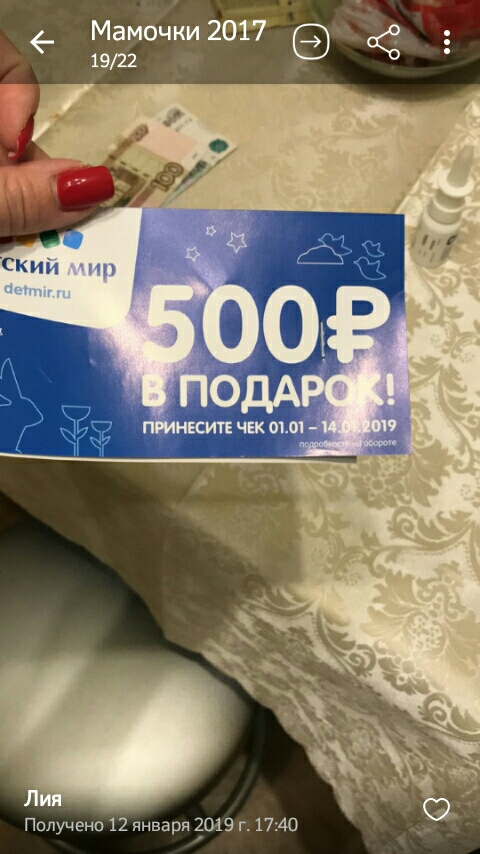 Мамочки 2017
19/22
100
ский мир
detmir.ru
500₽
В ПОДАРОК!
ПРИНЕСИТЕ ЧЕК 01.01 – 14.01.2019
подробности на обороте
Лия
Получено 12 января 2019 г. 17:40